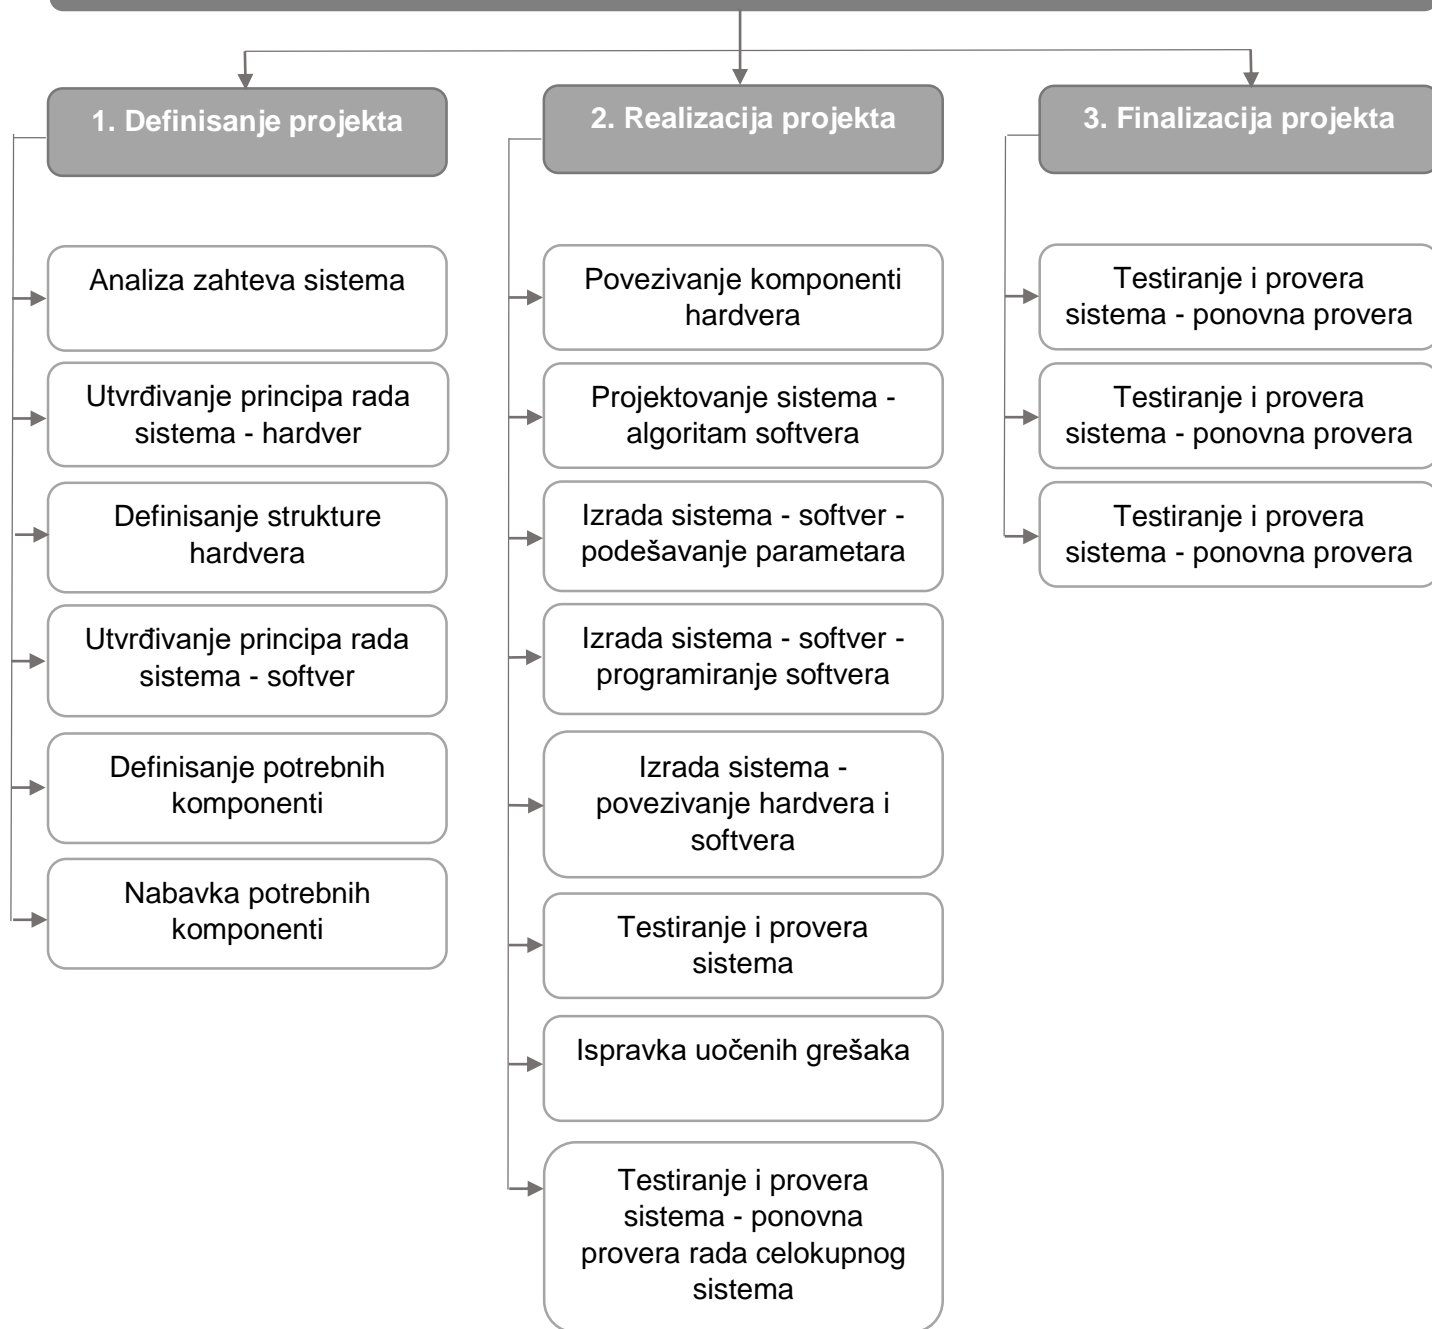 1. Definisanje projekta
Analiza zahteva sistema
Utvrđivanje principa rada
sistema - hardver
Definisanje strukture
hardvera
Utvrđivanje principa rada
sistema - softver
Definisanje potrebnih
komponenti
Nabavka potrebnih
komponenti
2. Realizacija projekta
Povezivanje komponenti
hardvera
Projektovanje sistema -
algoritam softvera
Izrada sistema - softver -
podešavanje parametara
Izrada sistema - softver -
programiranje softvera
Izrada sistema -
povezivanje hardvera i
softvera
Testiranje i provera
sistema
Ispravka uočenih grešaka
Testiranje i provera
sistema - ponovna
provera rada celokupnog
sistema
3. Finalizacija projekta
Testiranje i provera
sistema - ponovna provera
Testiranje i provera
sistema - ponovna provera
Testiranje i provera
sistema - ponovna provera